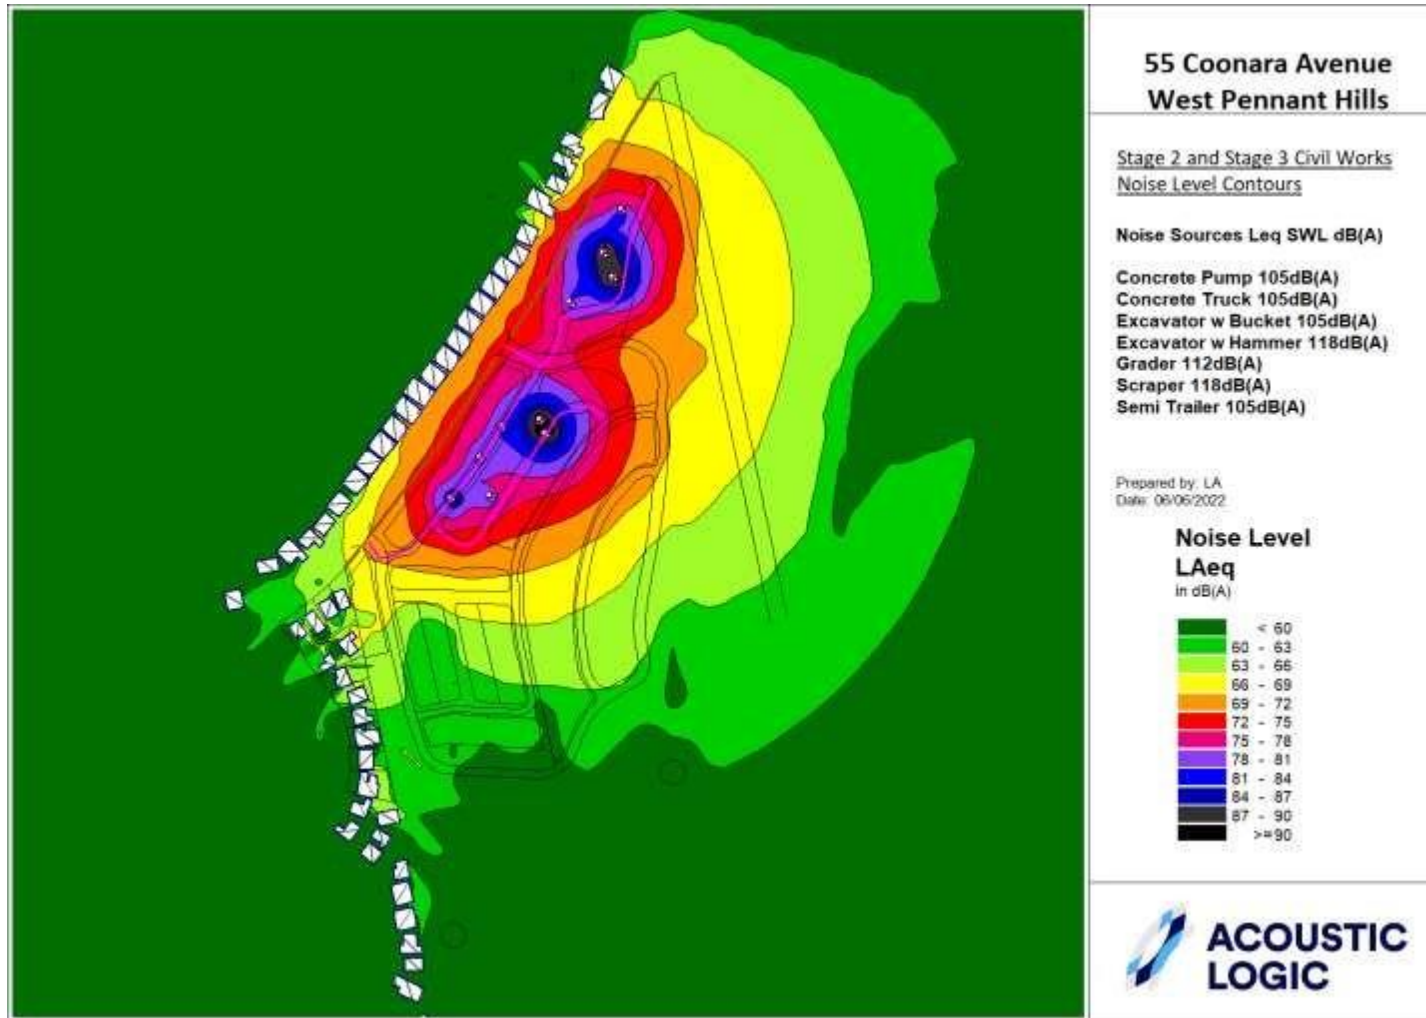 55 Coonara Avenue
West Pennant Hills
Stage 2 and Stage 3 Civil Works
Noise Level Contours
Noise Sources Leq SWL dB(A)
Concrete Pump 105dB(A)
Concrete Truck 105dB(A)
Excavator w Bucket 105dB(A)
Excavator w Hammer 118dB(A)
Grader 112dB(A)
Scraper 118dB(A)
Semi Trailer 105dB(A)
Prepared by: LA
Date: 06/06/2022
Noise Level
LAeq
in dB(A)
< 60
60 - 63
63 - 66
66 - 69
69 - 72
72 - 75
75 - 78
78 - 81
81 - 84
84 - 87
87 - 90
>=90
ACOUSTIC
LOGIC